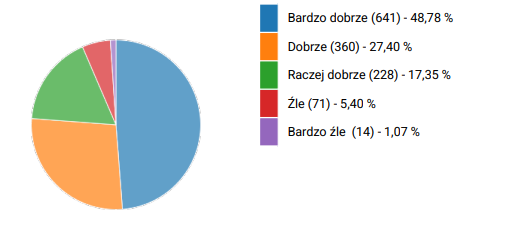 Bardzo dobrze (641) - 48,78 %
Dobrze (360) - 27,40 %
Raczej dobrze (228) - 17,35 %
Źle (71) - 5,40 %
Bardzo źle (14) - 1,07 %